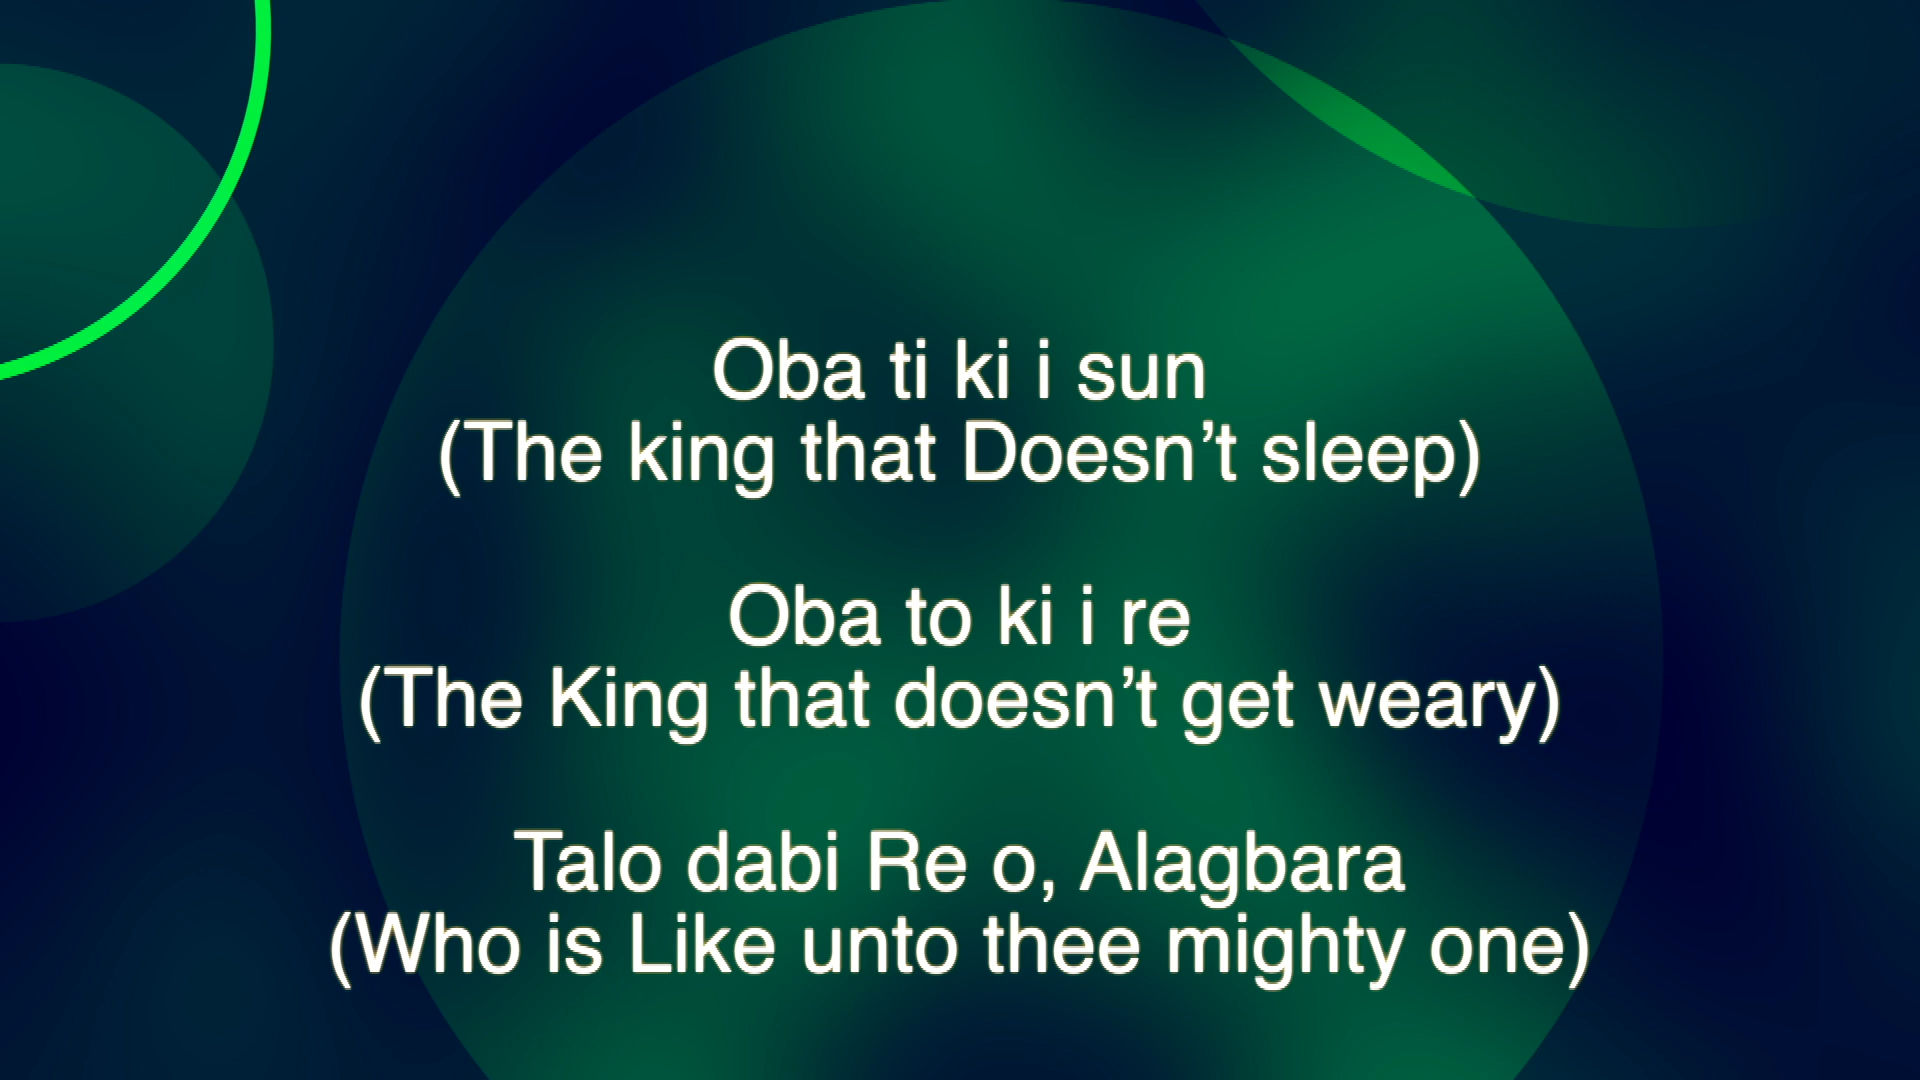 Oba ti ki i sun
(The king that Doesn’t sleep)
Oba to ki i re
(The King that doesn’t get weary)
Talo dabi Re o, Alagbara
(Who is Like unto thee mighty one)